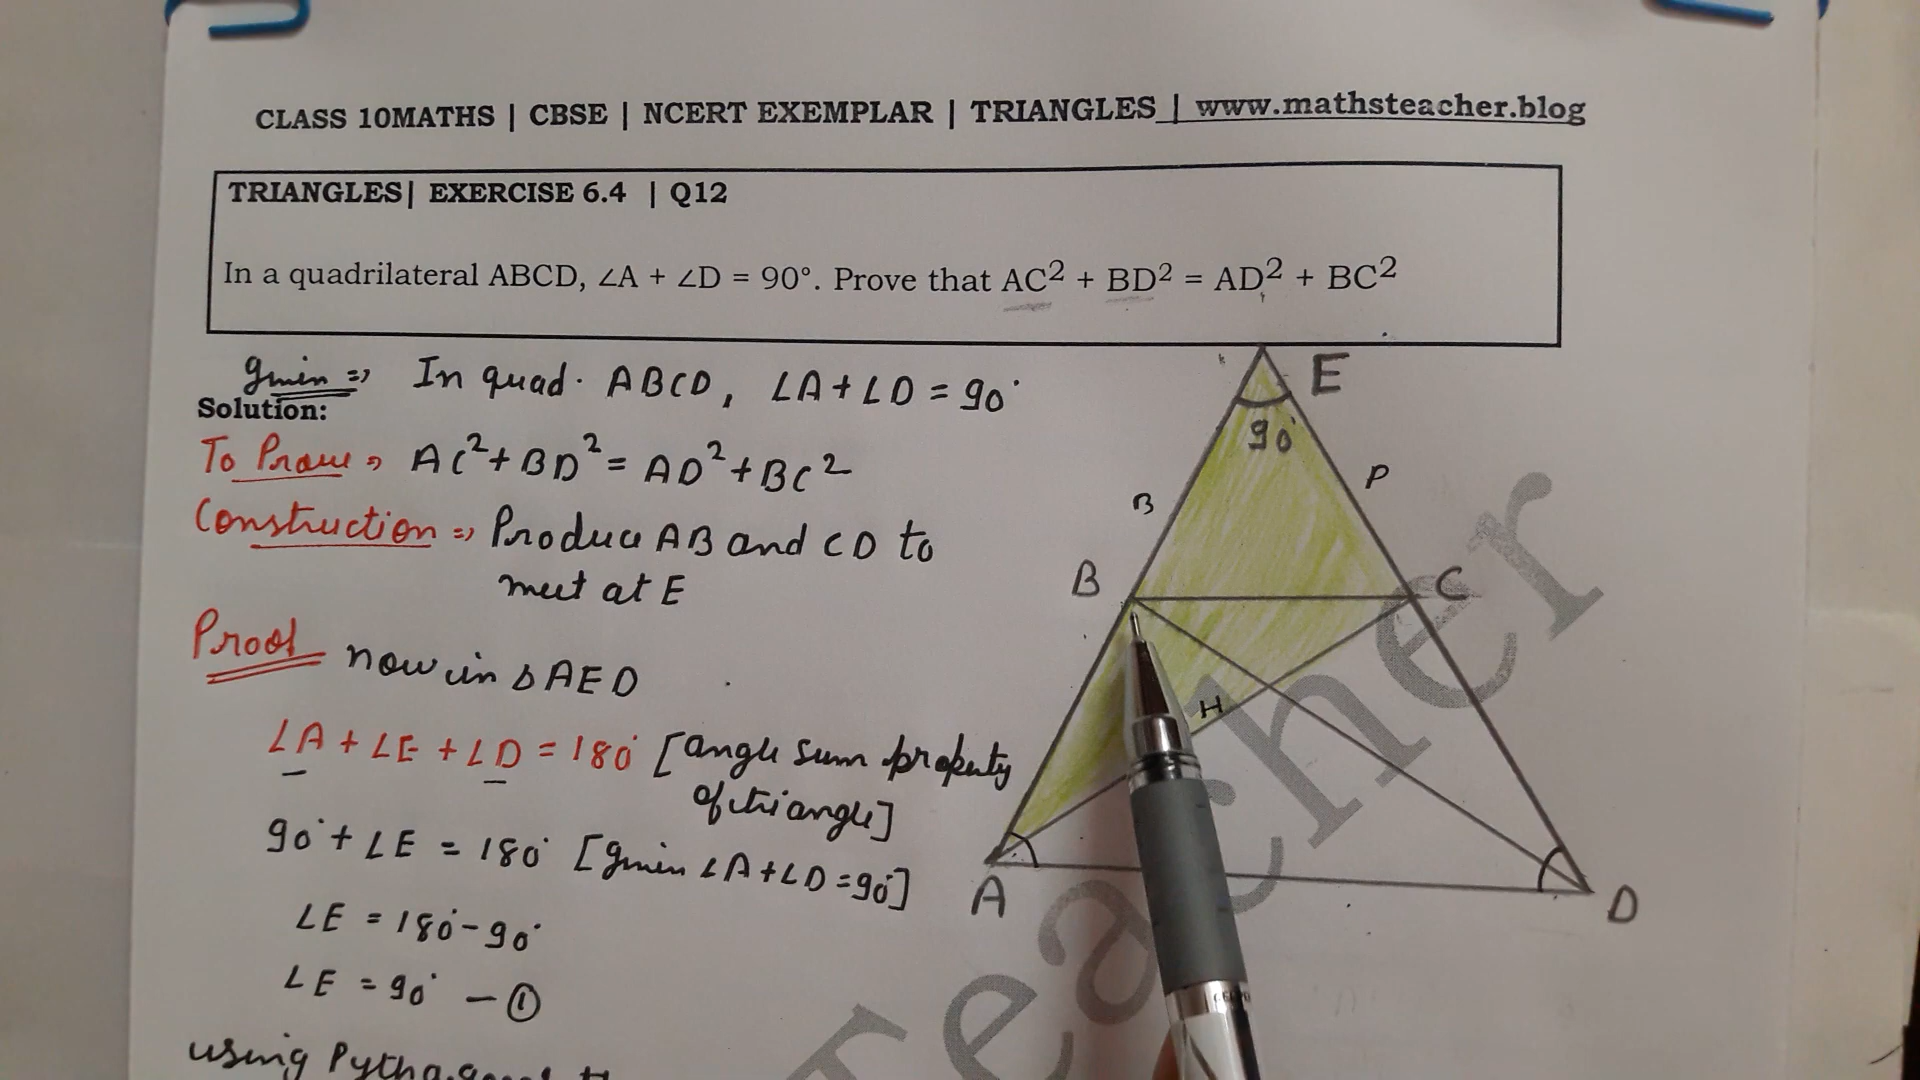 CLASS 10MATHS | CBSE | NCERT EXEMPLAR | TRIANGLES | www.mathsteacher.blog
TRIANGLES| EXERCISE 6.4 | Q12
In a quadrilateral ABCD, ∠A + ∠D = 90°. Prove that AC² + BD² = AD² + BC²
Given ⇒ In quad. ABCD, ∠A + ∠D = 90°
Solution:
To Prove ⇒ AC² + BD² = AD² + BC²
Construction ⇒ Produce AB and CD to
meet at E
Proof now in ΔAED
∠A + ∠E + ∠D = 180° [angle sum property
of triangle]
90° + ∠E = 180° [given ∠A + ∠D = 90°]
∠E = 180° - 90°
∠E = 90° — ①
using
E
90°
P
B
B
C
H
A
D
Teacher